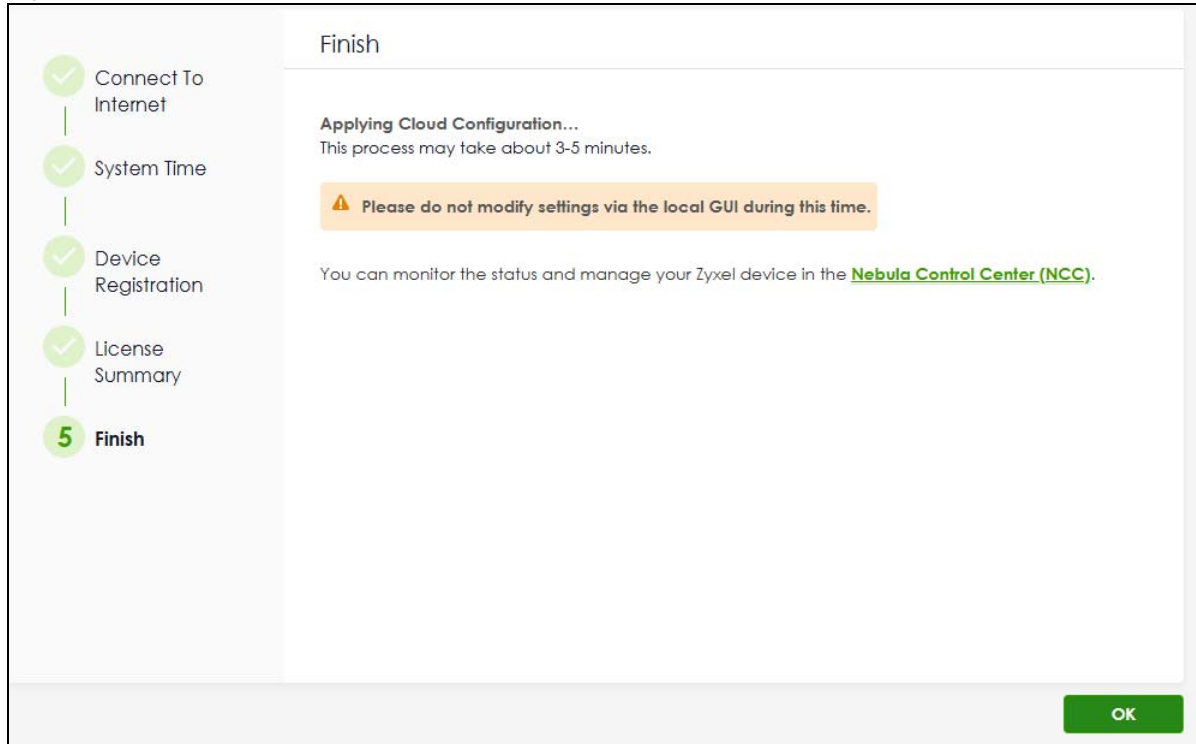 Connect To
Internet
System Time
Device
Registration
License
Summary
5 Finish
Finish
Applying Cloud Configuration...
This process may take about 3-5 minutes.
Please do not modify settings via the local GUI during this time.
You can monitor the status and manage your Zyxel device in the Nebula Control Center (NCC).
OK